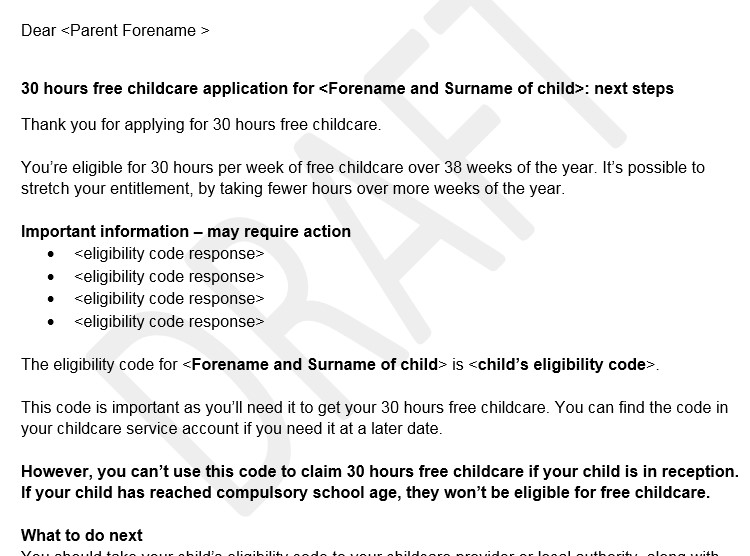 Dear <Parent Forename >
30 hours free childcare application for <Forename and Surname of child>: next steps
Thank you for applying for 30 hours free childcare.
You’re eligible for 30 hours per week of free childcare over 38 weeks of the year. It’s possible to
stretch your entitlement, by taking fewer hours over more weeks of the year.
Important information – may require action
• <eligibility code response>
• <eligibility code response>
• <eligibility code response>
• <eligibility code response>
The eligibility code for <Forename and Surname of child> is <child’s eligibility code>.
This code is important as you’ll need it to get your 30 hours free childcare. You can find the code in
your childcare service account if you need it at a later date.
However, you can’t use this code to claim 30 hours free childcare if your child is in reception.
If your child has reached compulsory school age, they won’t be eligible for free childcare.
What to do next
You should take your child’s eligibility code to your childcare provider or local authority, along with
DRAFT